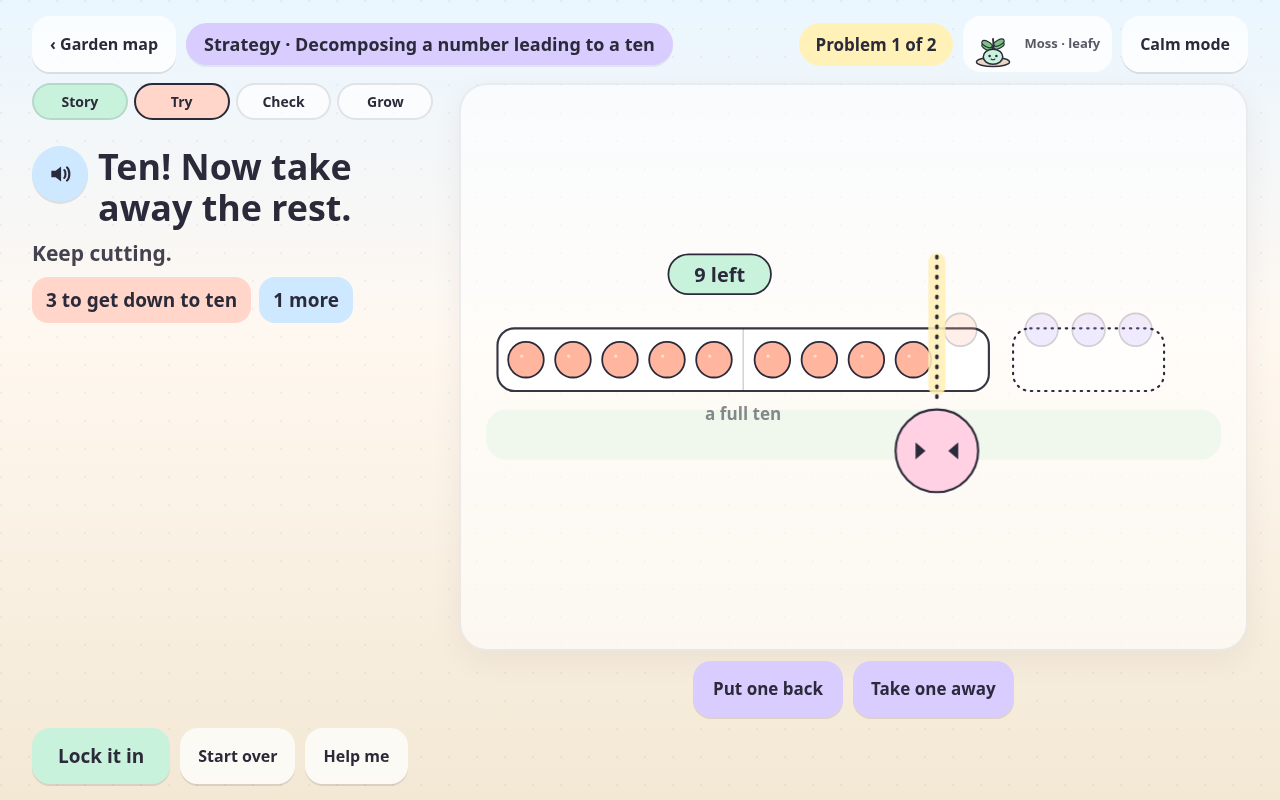 ‹ Garden map
Strategy · Decomposing a number leading to a ten
Problem 1 of 2
Moss · leafy
Calm mode
Story
Try
Check
Grow
Ten! Now take
away the rest.
Keep cutting.
3 to get down to ten
1 more
9 left
a full ten
Put one back
Take one away
Lock it in
Start over
Help me